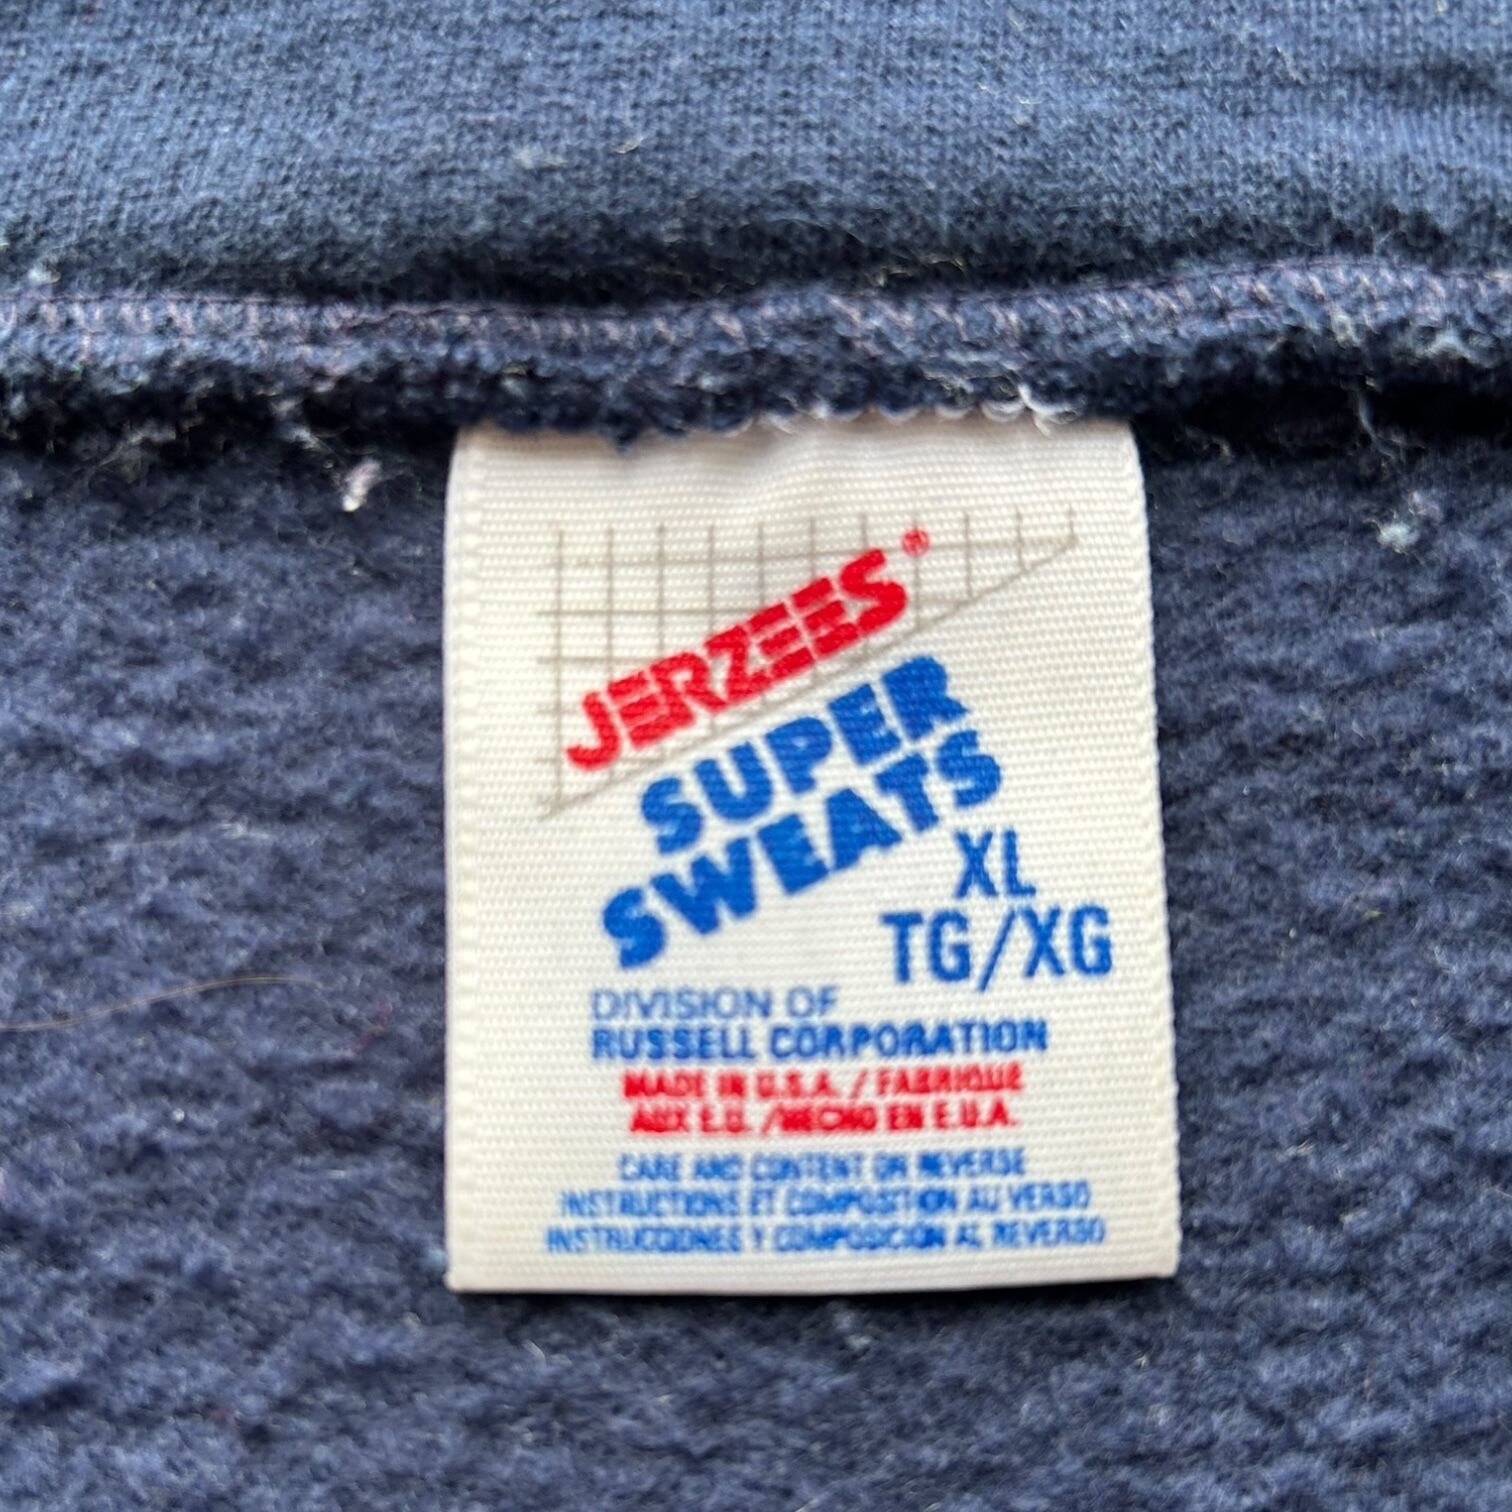 JERZEES®
SUPER
SWEATS
XL
TG/XG
DIVISION OF
RUSSELL CORPORATION
MADE IN U.S.A. / FABRIQUE
AUX E.U. / HECHO EN E.U.A.
CARE AND CONTENT ON REVERSE
INSTRUCTIONS ET COMPOSITION AU VERSO
INSTRUCCIONES Y COMPOSICIÓN AL REVERSO